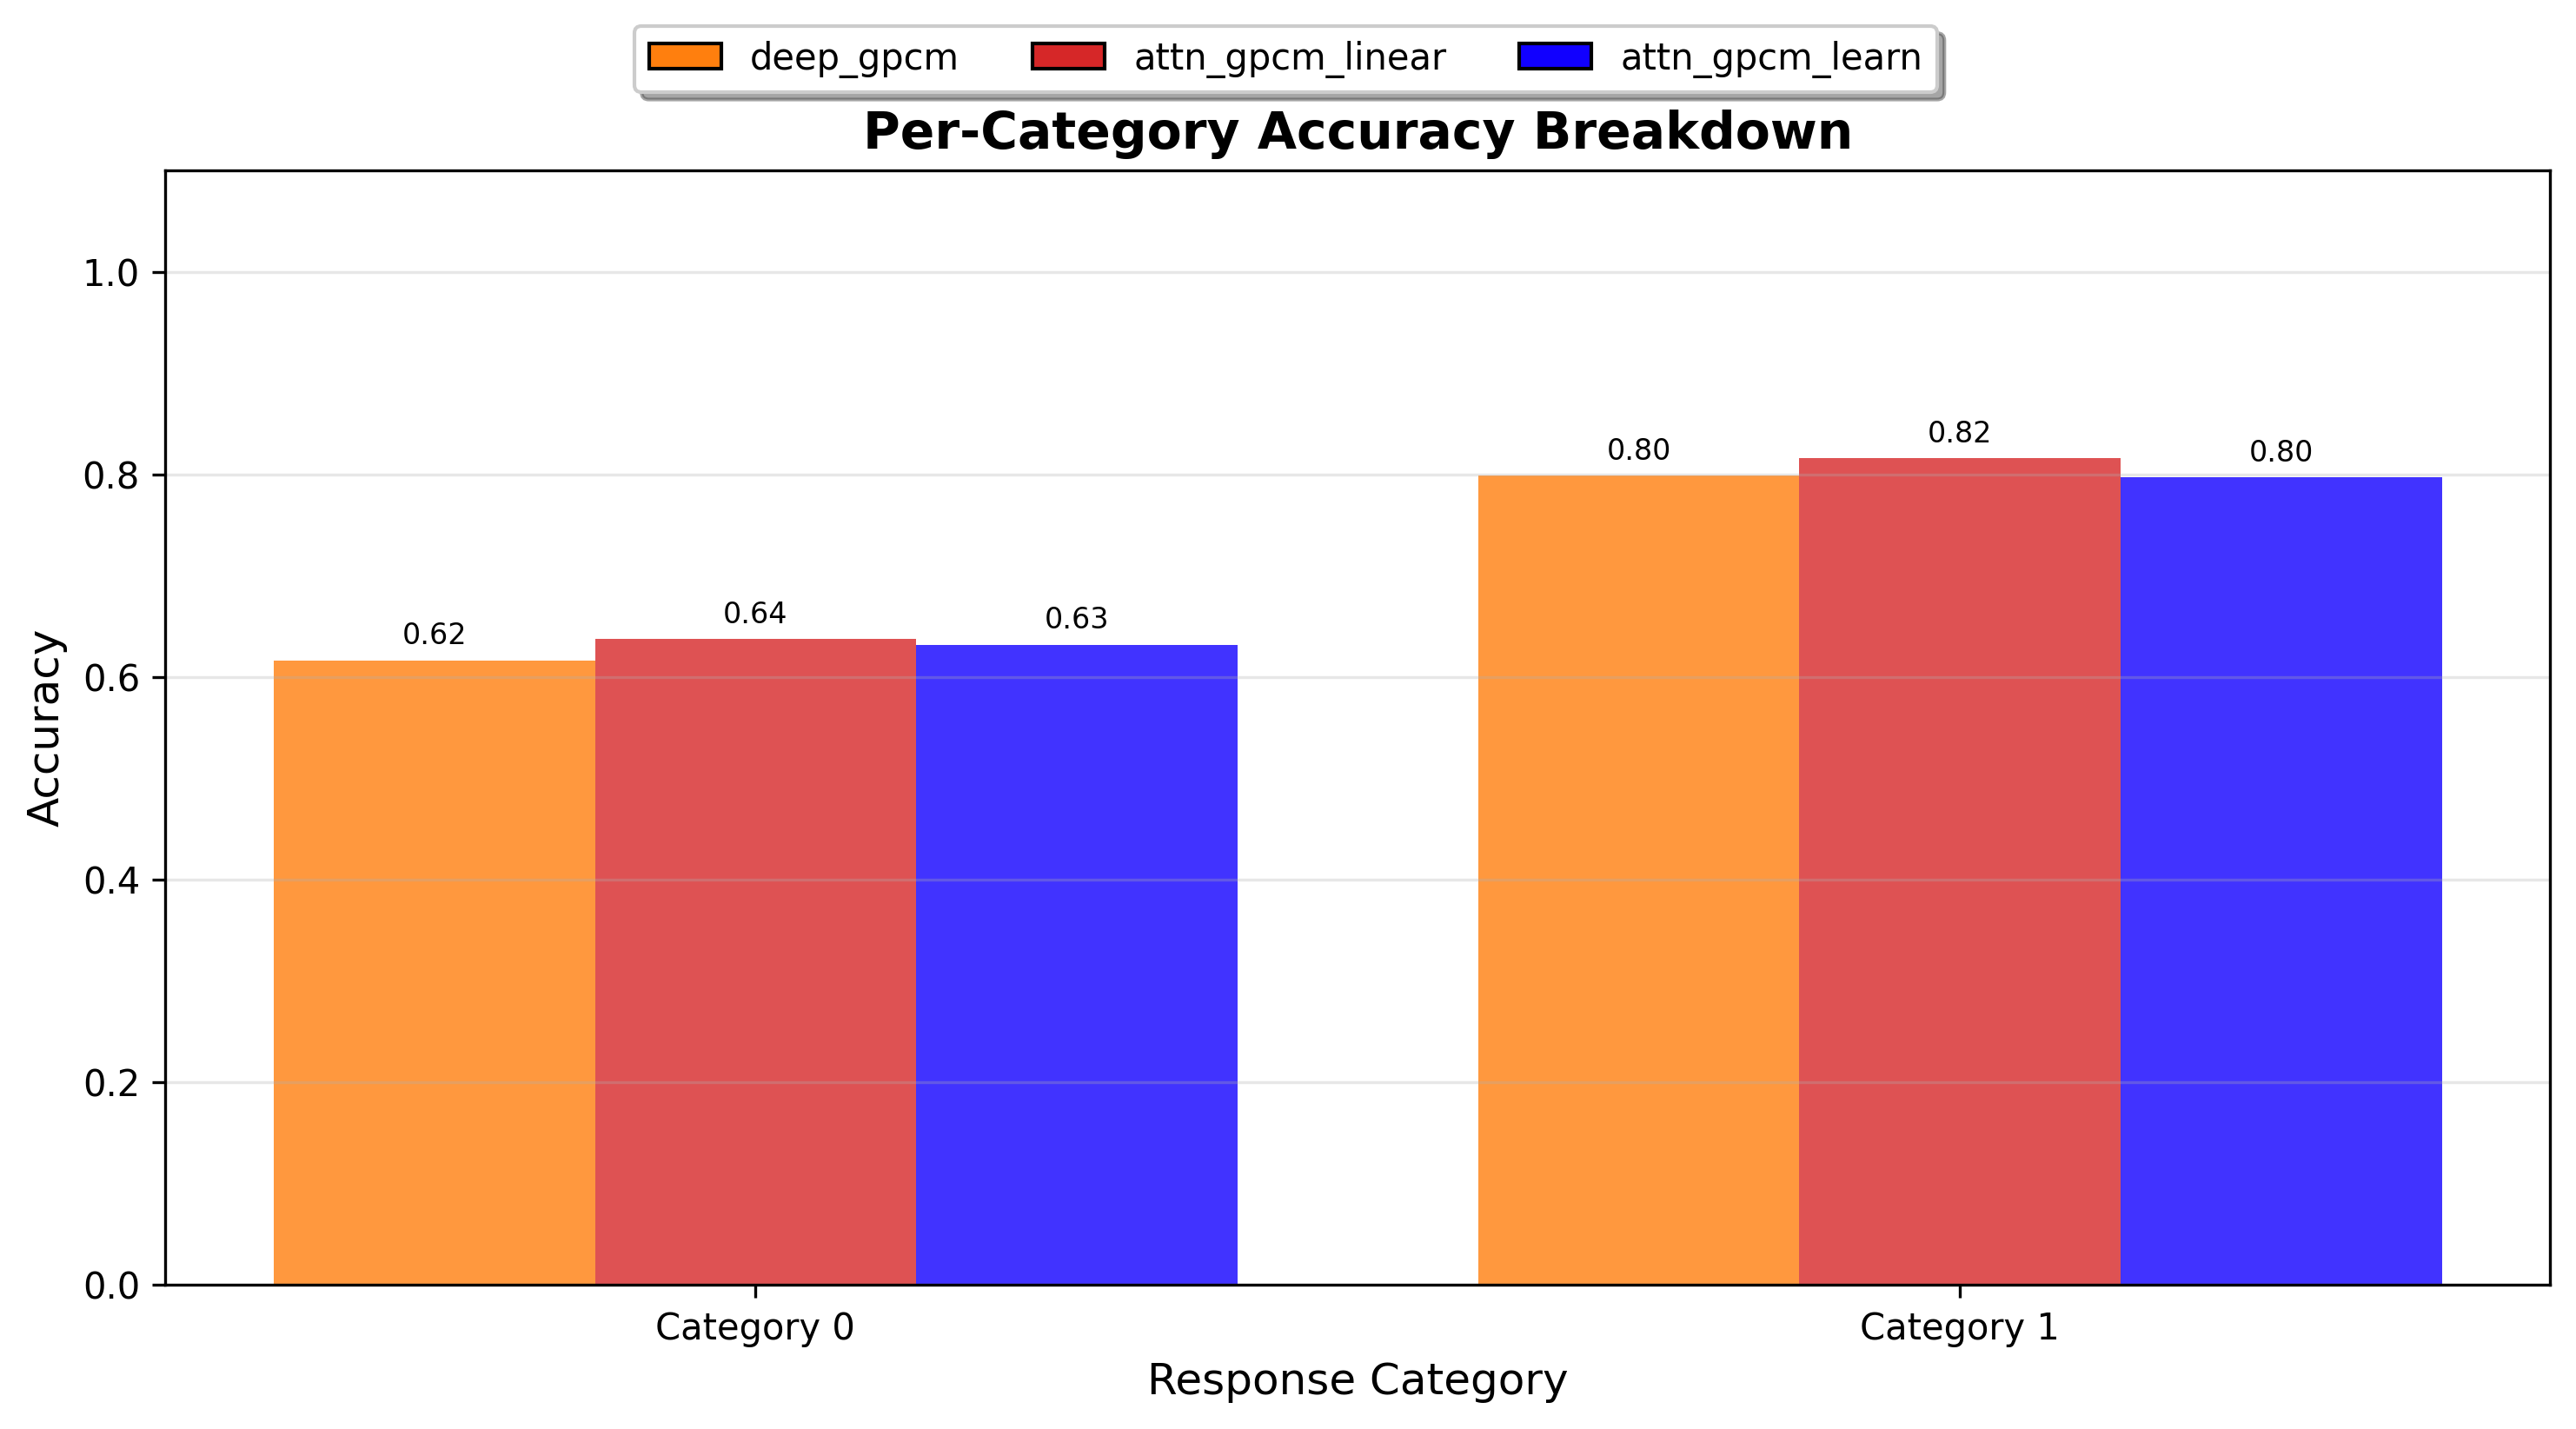 deep_gpcm attn_gpcm_linear attn_gpcm_learn
Per-Category Accuracy Breakdown
Accuracy
1.0
0.8
0.6
0.4
0.2
0.0
0.62 0.64 0.63 0.80 0.82 0.80
Category 0 Category 1
Response Category